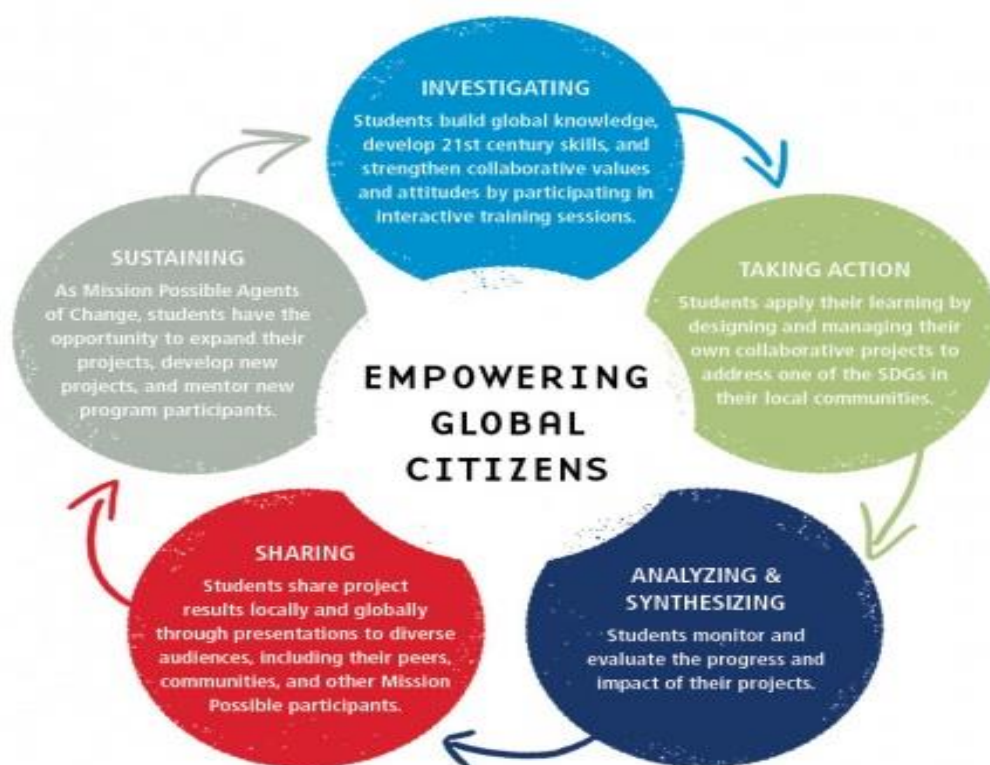 INVESTIGATING
Students build global knowledge,
develop 21st century skills, and
strengthen collaborative values
and attitudes by participating in
interactive training sessions.
TAKING ACTION
Students apply their learning by
designing and managing their
own collaborative projects to
address one of the SDGs in
their local communities.
ANALYZING &
SYNTHESIZING
Students monitor and
evaluate the progress and
impact of their projects.
SHARING
Students share project
results locally and globally
through presentations to diverse
audiences, including their peers,
communities, and other Mission
Possible participants.
SUSTAINING
As Mission Possible Agents
of Change, students have the
opportunity to expand their
projects, develop new
projects, and mentor new
program participants.
EMPOWERING
GLOBAL
CITIZENS